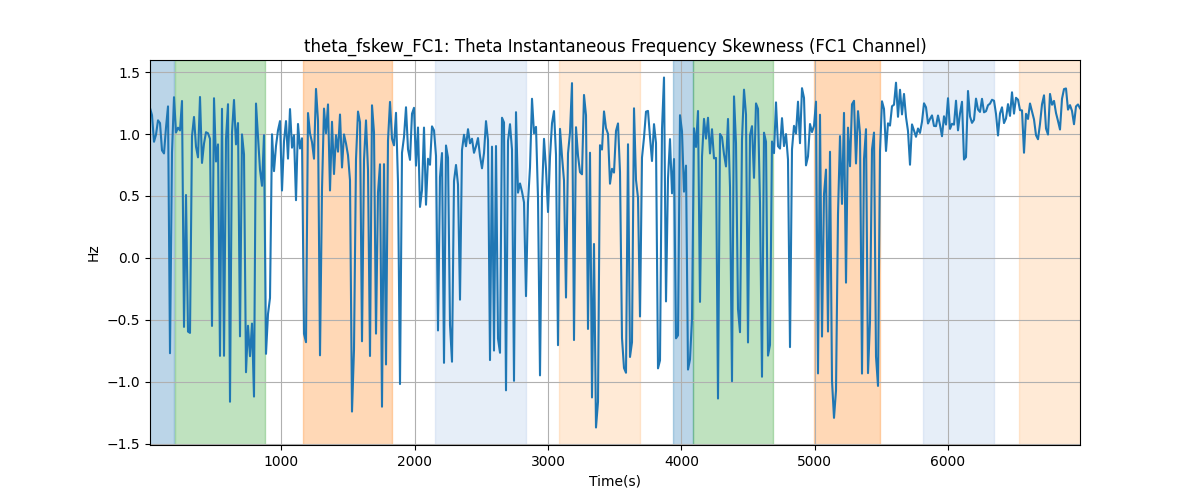 theta_fskew_FC1: Theta Instantaneous Frequency Skewness (FC1 Channel)
1.5
1.0
0.5
0.0
−0.5
−1.0
−1.5
Hz
1000 2000 3000 4000 5000 6000
Time(s)